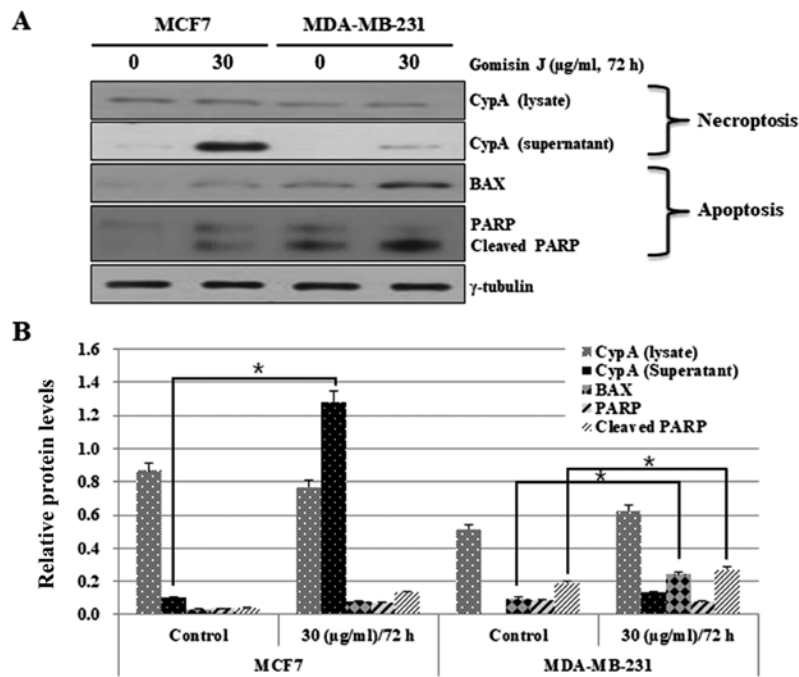 A
MCF7 MDA-MB-231
0 30 0 30 Gomisin J (µg/ml, 72 h)
CypA (lysate)
Necroptosis
CypA (supernatant)
BAX
Apoptosis
PARP
Cleaved PARP
γ-tubulin
B
Relative protein levels
1.6
1.4
1.2
1.0
0.8
0.6
0.4
0.2
0.0
CypA (lysate)
CypA (Superatant)
BAX
PARP
Cleaved PARP
*
*
*
Control 30 (µg/ml)/72 h Control 30 (µg/ml)/72 h
MCF7 MDA-MB-231